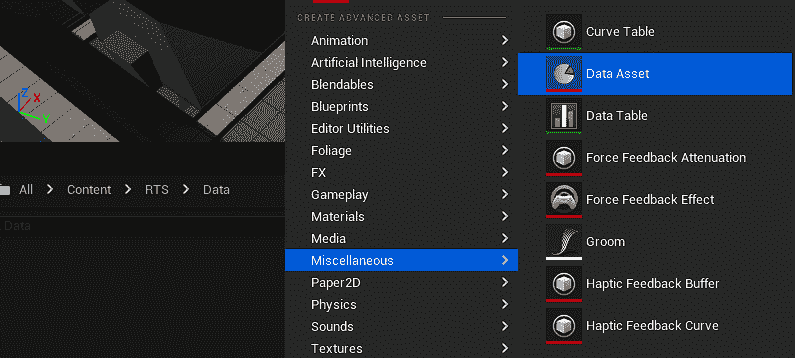 Z
X
Y
All > Content > RTS > Data
Data
CREATE ADVANCED ASSET
Animation
Artificial Intelligence
Blendables
Blueprints
Editor Utilities
Foliage
FX
Gameplay
Materials
Media
Miscellaneous
Paper2D
Physics
Sounds
Textures
Curve Table
Data Asset
Data Table
Force Feedback Attenuation
Force Feedback Effect
Groom
Haptic Feedback Buffer
Haptic Feedback Curve